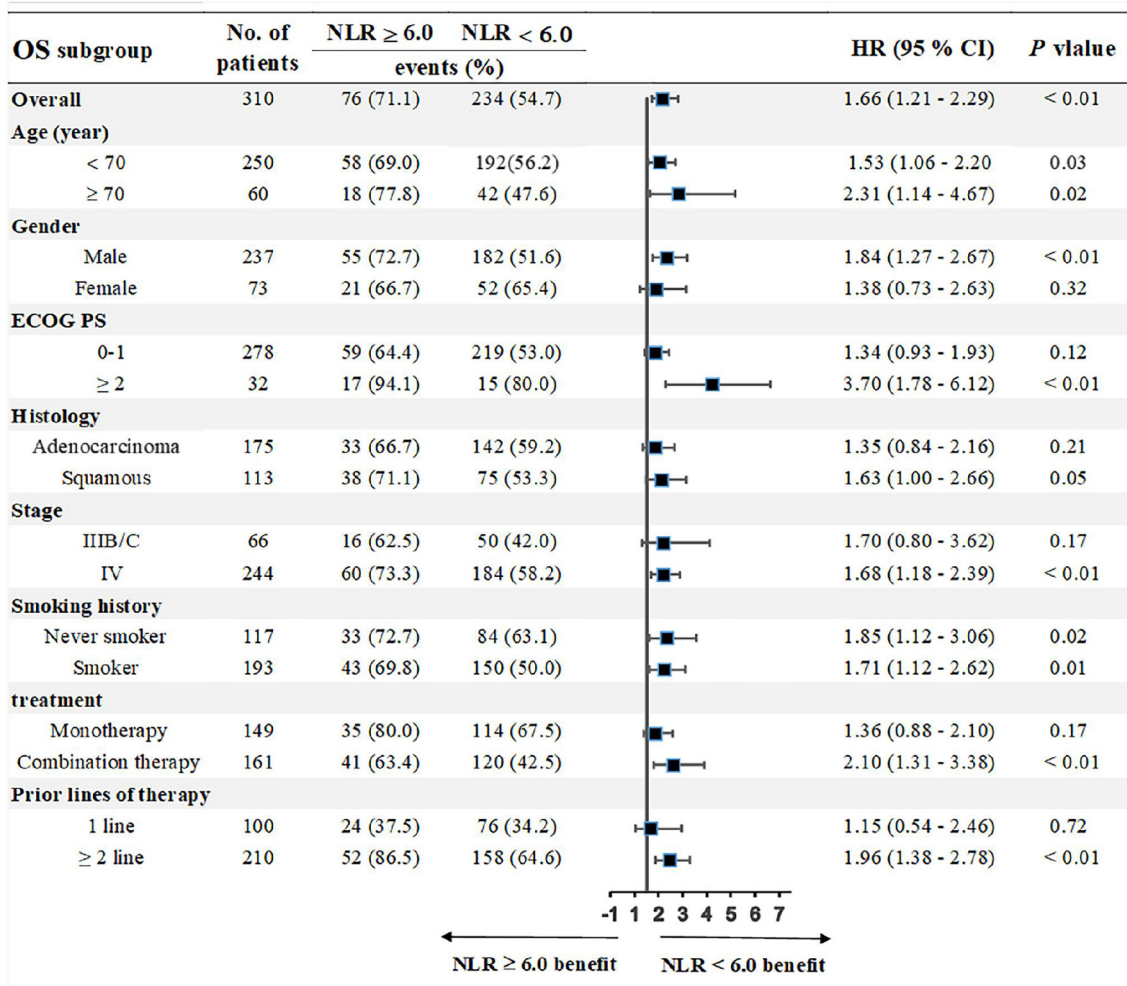 OS subgroup No. of patients NLR ≥ 6.0 NLR < 6.0 events (%) HR (95 % CI) P vlalue
Overall 310 76 (71.1) 234 (54.7) 1.66 (1.21 - 2.29) < 0.01
Age (year)
< 70 250 58 (69.0) 192(56.2) 1.53 (1.06 - 2.20 0.03
≥ 70 60 18 (77.8) 42 (47.6) 2.31 (1.14 - 4.67) 0.02
Gender
Male 237 55 (72.7) 182 (51.6) 1.84 (1.27 - 2.67) < 0.01
Female 73 21 (66.7) 52 (65.4) 1.38 (0.73 - 2.63) 0.32
ECOG PS
0-1 278 59 (64.4) 219 (53.0) 1.34 (0.93 - 1.93) 0.12
≥ 2 32 17 (94.1) 15 (80.0) 3.70 (1.78 - 6.12) < 0.01
Histology
Adenocarcinoma 175 33 (66.7) 142 (59.2) 1.35 (0.84 - 2.16) 0.21
Squamous 113 38 (71.1) 75 (53.3) 1.63 (1.00 - 2.66) 0.05
Stage
IIIB/C 66 16 (62.5) 50 (42.0) 1.70 (0.80 - 3.62) 0.17
IV 244 60 (73.3) 184 (58.2) 1.68 (1.18 - 2.39) < 0.01
Smoking history
Never smoker 117 33 (72.7) 84 (63.1) 1.85 (1.12 - 3.06) 0.02
Smoker 193 43 (69.8) 150 (50.0) 1.71 (1.12 - 2.62) 0.01
treatment
Monotherapy 149 35 (80.0) 114 (67.5) 1.36 (0.88 - 2.10) 0.17
Combination therapy 161 41 (63.4) 120 (42.5) 2.10 (1.31 - 3.38) < 0.01
Prior lines of therapy
1 line 100 24 (37.5) 76 (34.2) 1.15 (0.54 - 2.46) 0.72
≥ 2 line 210 52 (86.5) 158 (64.6) 1.96 (1.38 - 2.78) < 0.01
-1 1 2 3 4 5 6 7
NLR ≥ 6.0 benefit NLR < 6.0 benefit